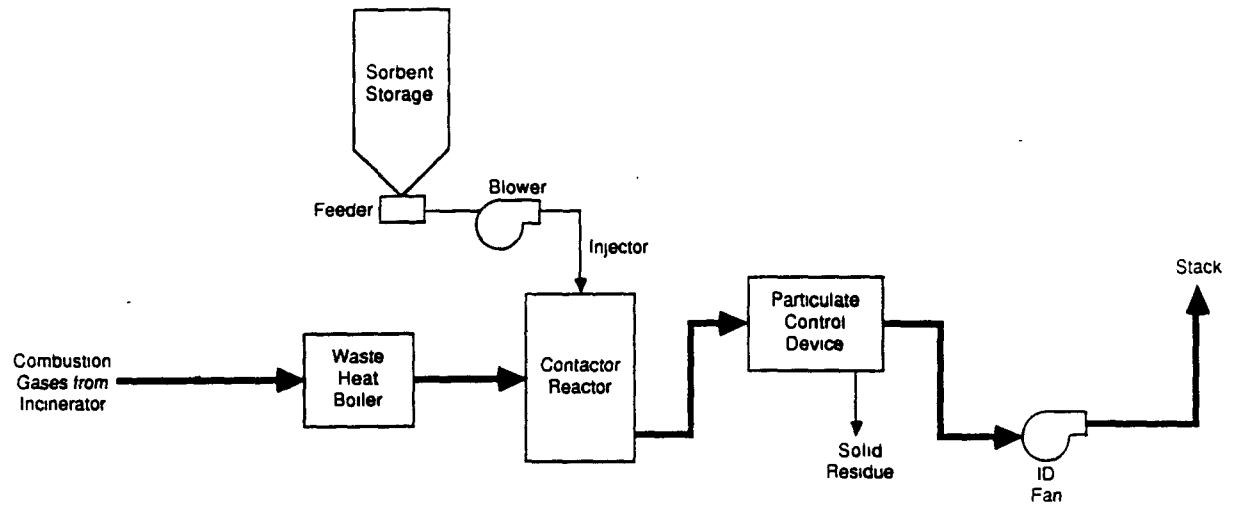 Sorbent
Storage
Feeder
Blower
Injector
Stack
Particulate
Control
Device
Waste
Heat
Boiler
Contactor
Reactor
Combustion
Gases from
Incinerator
Solid
Residue
ID
Fan